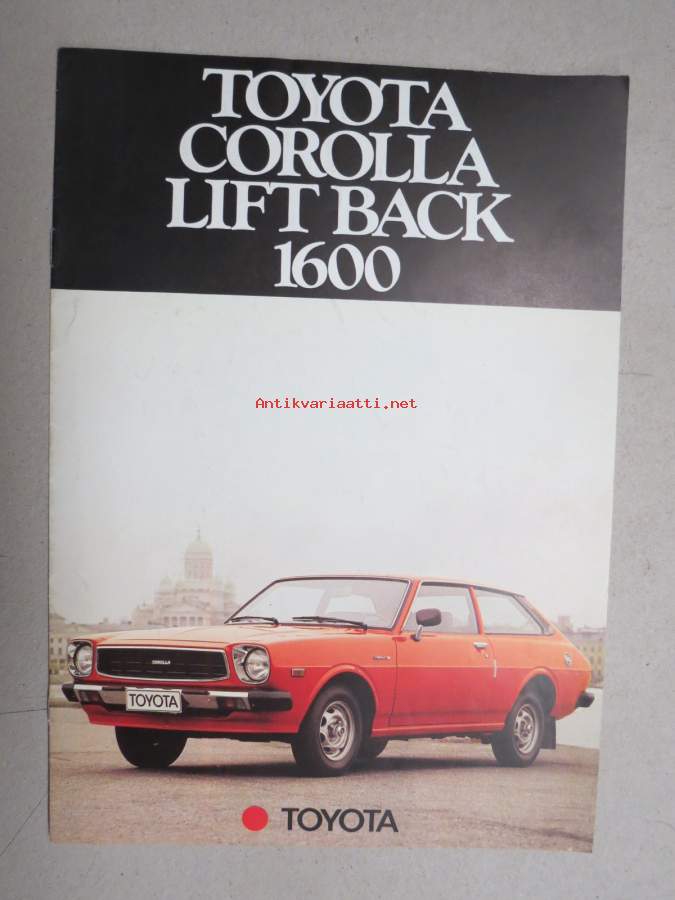 TOYOTA
COROLLA
LIFT BACK
1600
Antikvariaatti.net
COROLLA
TOYOTA
TOYOTA